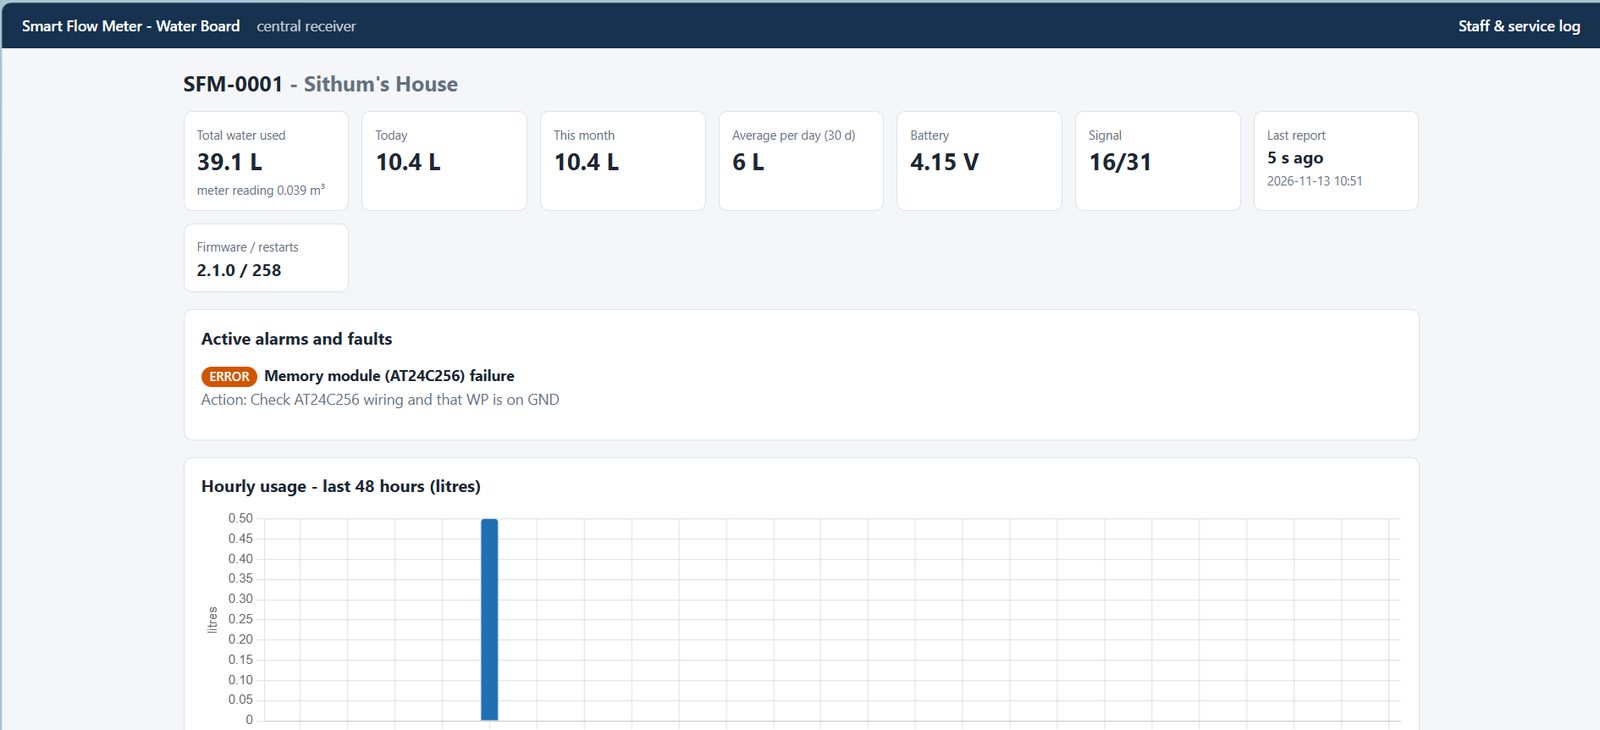 Smart Flow Meter - Water Board central receiver Staff & service log
SFM-0001 - Sithum's House
Total water used
39.1 L
meter reading 0.039 m³
Today
10.4 L
This month
10.4 L
Average per day (30 d)
6 L
Battery
4.15 V
Signal
16/31
Last report
5 s ago
2026-11-13 10:51
Firmware / restarts
2.1.0 / 258
Active alarms and faults
ERROR Memory module (AT24C256) failure
Action: Check AT24C256 wiring and that WP is on GND
Hourly usage - last 48 hours (litres)
litres
0.50
0.45
0.40
0.35
0.30
0.25
0.20
0.15
0.10
0.05
0